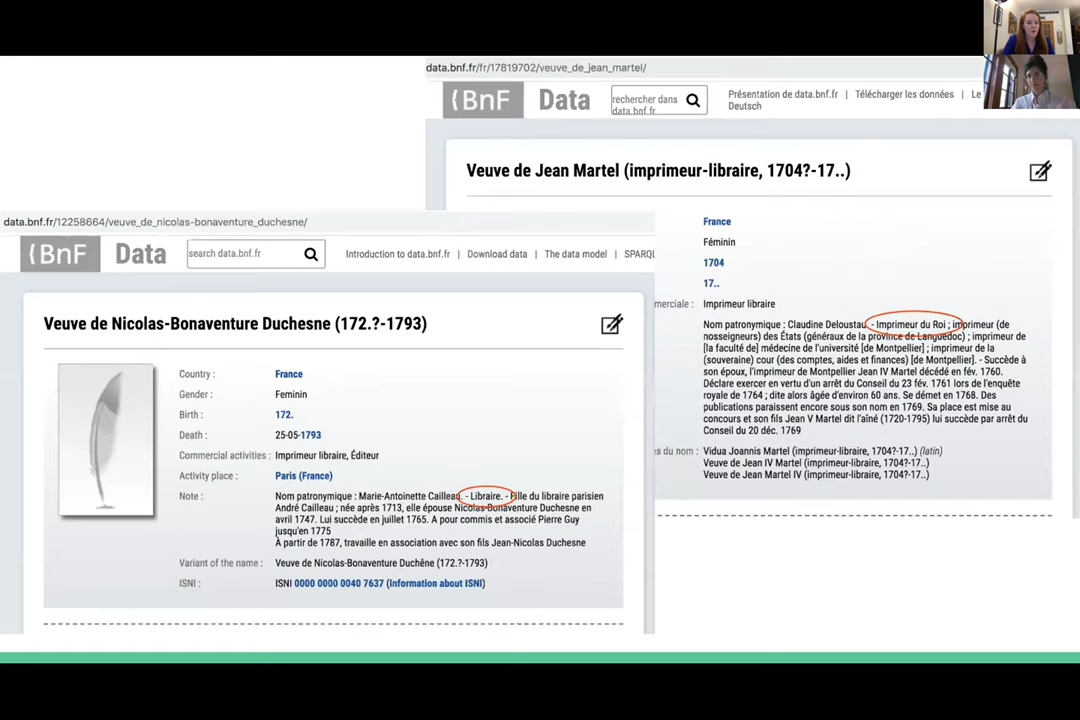 data.bnf.fr/fr/17819702/veuve_de_jean_martel/
(BnF Data
rechercher dans
data.bnf.fr
Présentation de data.bnf.fr | Télécharger les données | Le
Deutsch
Veuve de Jean Martel (imprimeur-libraire, 1704?-17..)
France
Féminin
1704
17..
merciale : Imprimeur libraire
Nom patronymique : Claudine Deloustau. - Imprimeur du Roi ; imprimeur (de
nosseigneurs) des États (généraux de la province de Languedoc) ; imprimeur de
[la faculté de] médecine de l'université [de Montpellier] ; imprimeur de la
(souveraine) cour (des comptes, aides et finances) [de Montpellier]. - Succède à
son époux, l'imprimeur de Montpellier Jean IV Martel décédé en fév. 1760.
Déclare exercer en vertu d'un arrêt du Conseil du 23 fév. 1761 lors de l'enquête
royale de 1764 ; dite alors âgée d'environ 60 ans. Se démet en 1768. Des
publications paraissent encore sous son nom en 1769. Sa place est mise au
concours et son fils Jean V Martel dit l'aîné (1720-1795) lui succède par arrêt du
Conseil du 20 déc. 1769
s du nom : Vidua Joannis Martel (imprimeur-libraire, 1704?-17..) (latin)
Veuve de Jean IV Martel (imprimeur-libraire, 1704?-17..)
Veuve de Jean IV Martel (imprimeur-libraire, 1704?-17..)
data.bnf.fr/12258664/veuve_de_nicolas-bonaventure_duchesne/
(BnF Data
search data.bnf.fr
Introduction to data.bnf.fr | Download data | The data model | SPARQL
Veuve de Nicolas-Bonaventure Duchesne (172.?-1793)
Country : France
Gender : Feminin
Birth : 172.
Death : 25-05-1793
Commercial activities : Imprimeur libraire, Éditeur
Activity place : Paris (France)
Note : Nom patronymique : Marie-Antoinette Cailleau. - Libraire. - Fille du libraire parisien
André Cailleau ; née après 1713, elle épouse Nicolas-Bonaventure Duchesne en
avril 1747. Lui succède en juillet 1765. A pour commis et associé Pierre Guy
jusqu'en 1775
À partir de 1787, travaille en association avec son fils Jean-Nicolas Duchesne
Variant of the name : Veuve de Nicolas-Bonaventure Duchêne (172.?-1793)
ISNI : ISNI 0000 0000 0040 7637 (Information about ISNI)